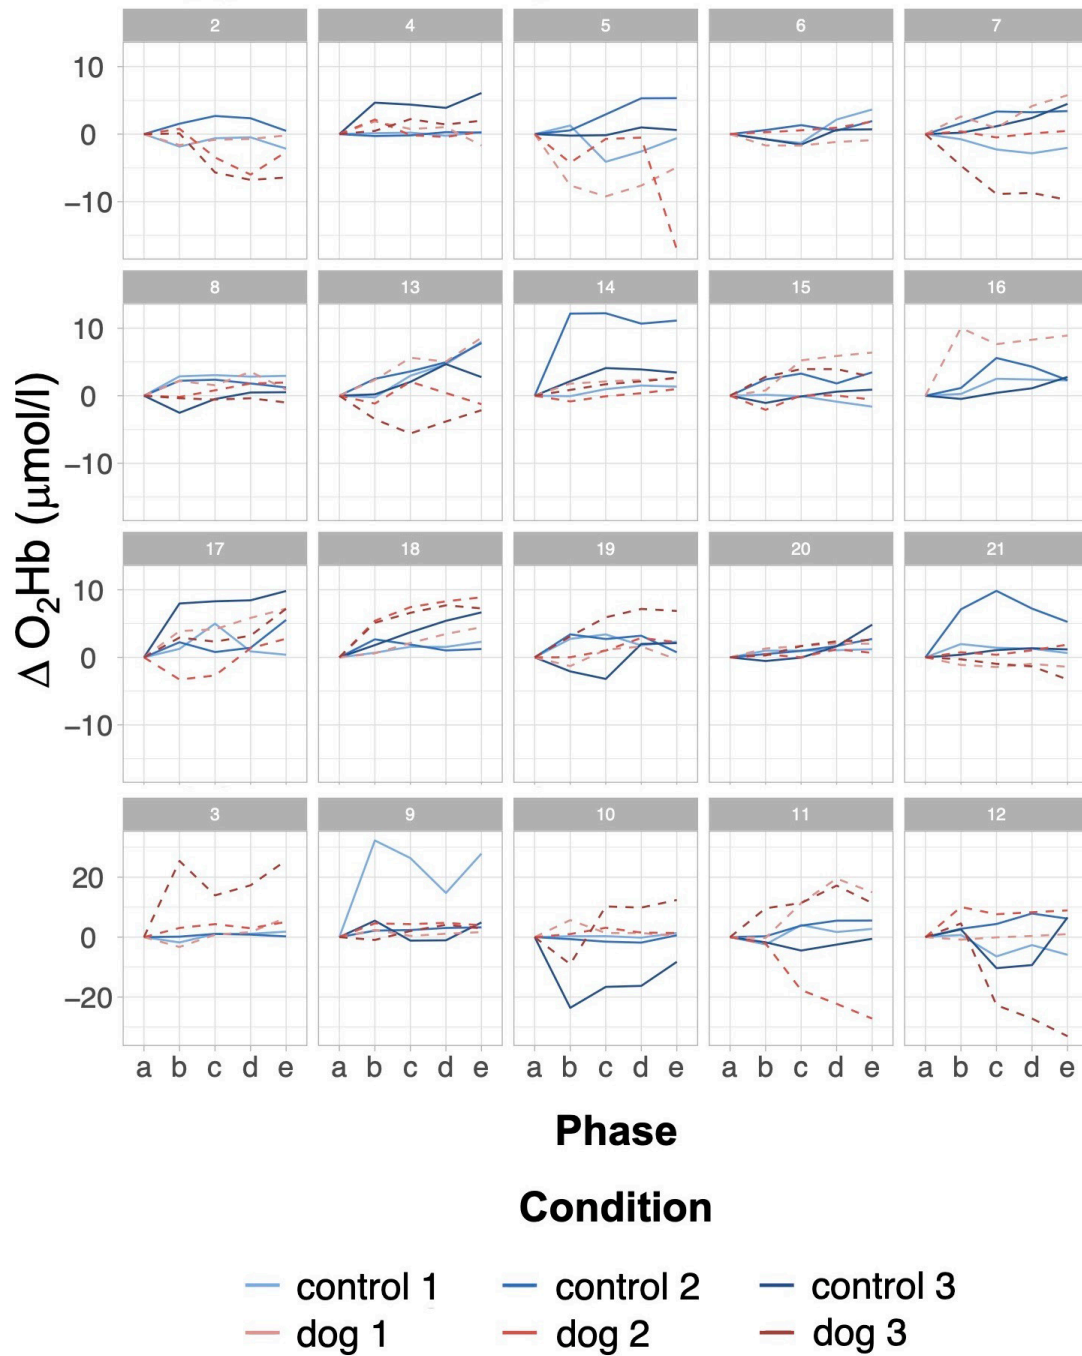 2 4 5 6 7
10
0
−10
8 13 14 15 16
10
0
−10
17 18 19 20 21
10
0
−10
3 9 10 11 12
20
0
−20
Δ O₂Hb (μmol/l)
a b c d e a b c d e a b c d e a b c d e a b c d e
Phase
Condition
control 1 control 2 control 3
dog 1 dog 2 dog 3